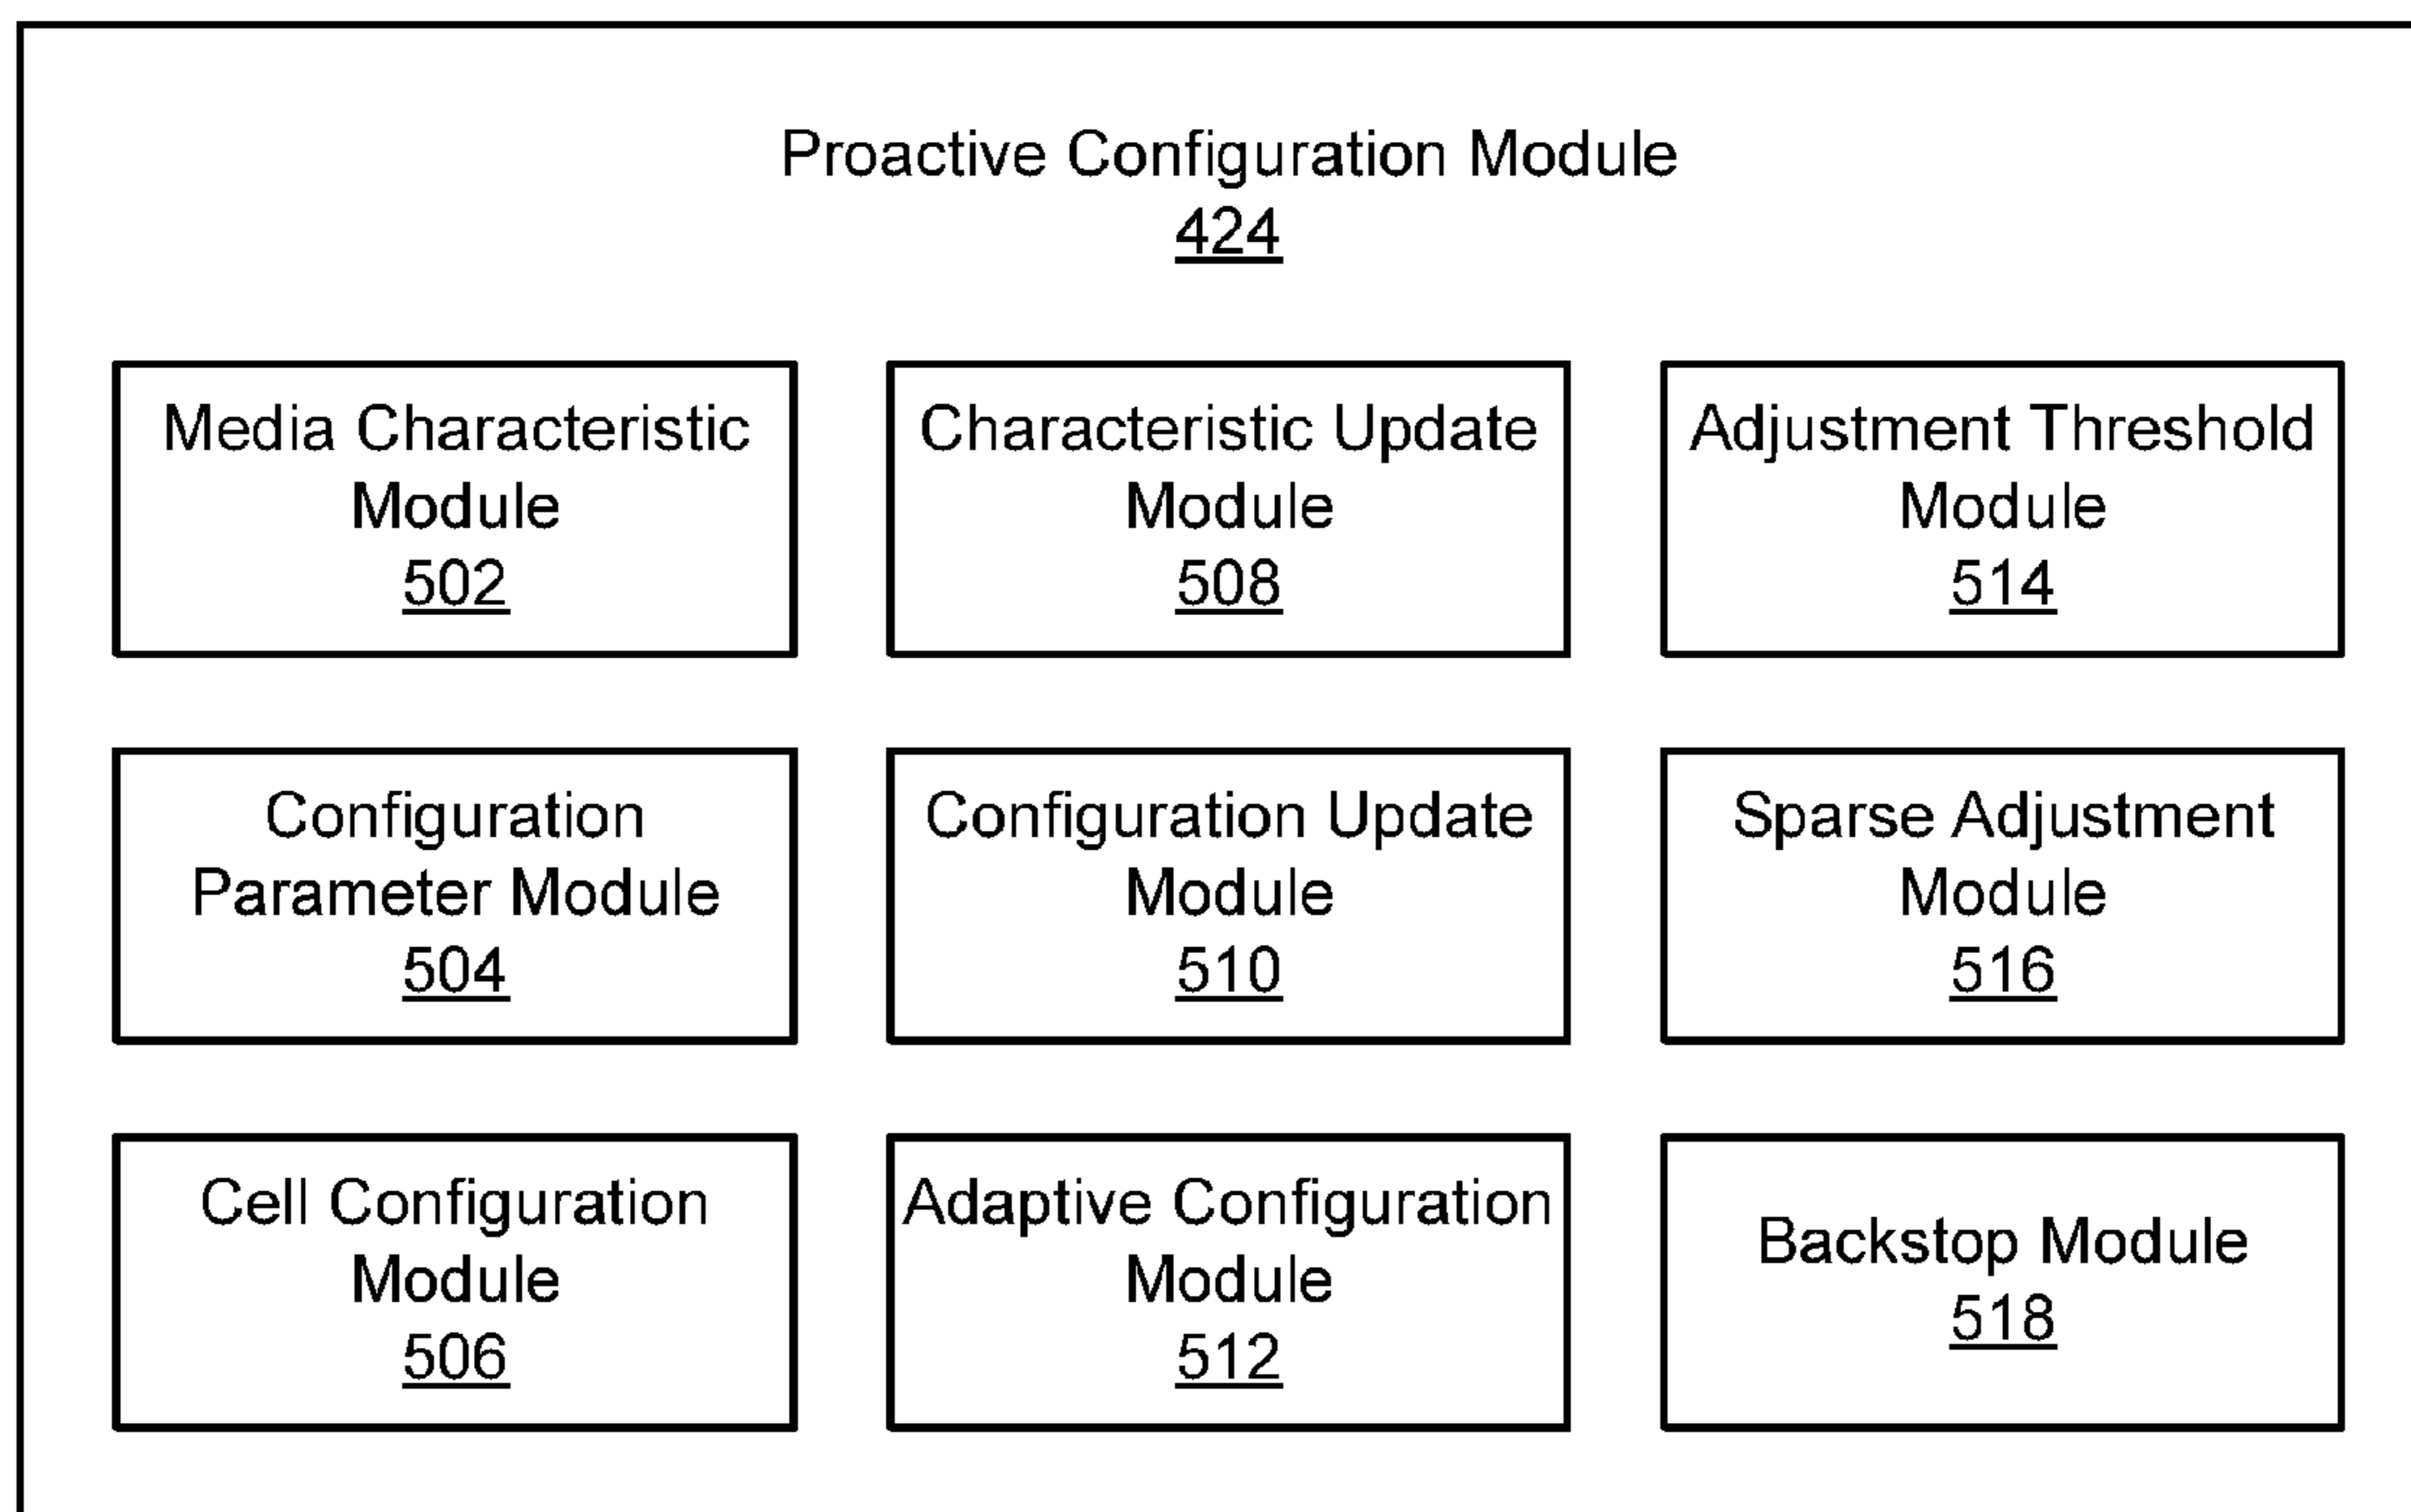 Proactive Configuration Module
424
Media Characteristic
Module
502
Characteristic Update
Module
508
Adjustment Threshold
Module
514
Configuration
Parameter Module
504
Configuration Update
Module
510
Sparse Adjustment
Module
516
Cell Configuration
Module
506
Adaptive Configuration
Module
512
Backstop Module
518